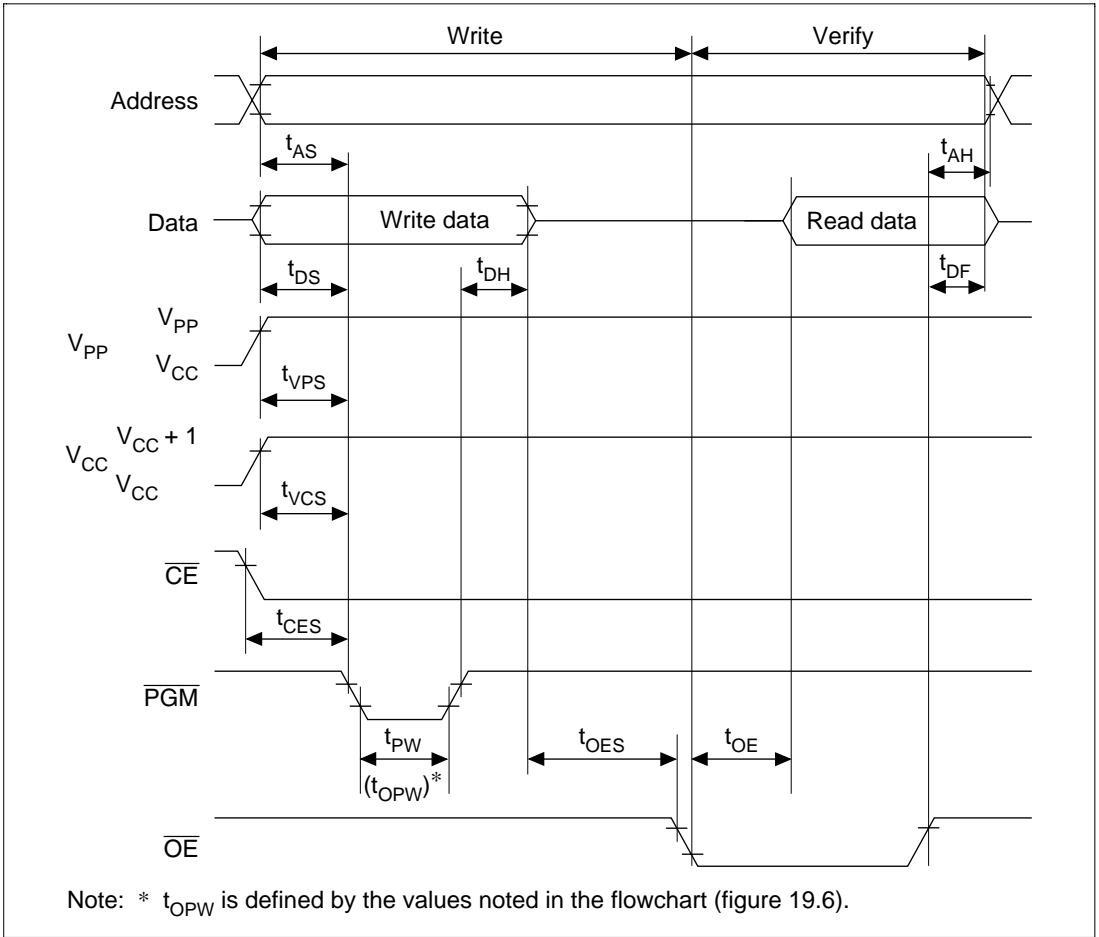 Write Verify
Address
tAS tAH
Data Write data Read data
tDS tDH tDF
VPP
VPP
VCC
tVPS
VCC + 1
VCC
VCC
tVCS
CE
tCES
PGM
tPW tOES tOE
(tOPW)*
OE
Note: * tOPW is defined by the values noted in the flowchart (figure 19.6).